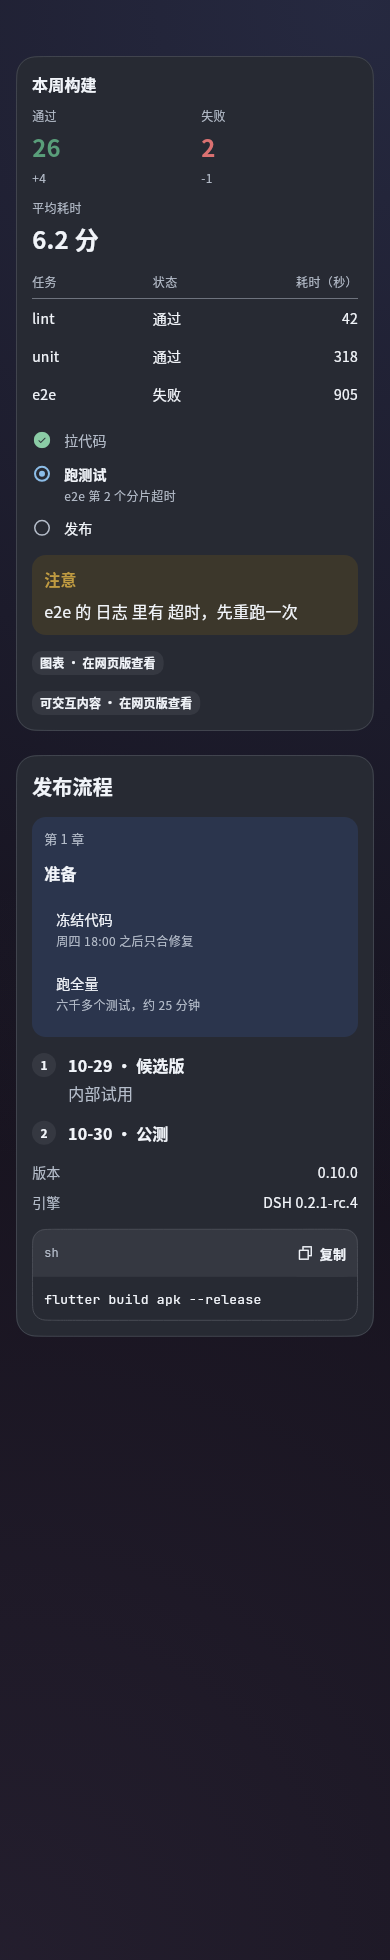 本周构建
通过 失败
26 2
+4 -1
平均耗时
6.2 分
任务 状态 耗时（秒）
lint 通过 42
unit 通过 318
e2e 失败 905
拉代码
跑测试
e2e 第 2 个分片超时
发布
注意
e2e 的 日志 里有 超时，先重跑一次
图表 · 在网页版查看
可交互内容 · 在网页版查看
发布流程
第 1 章
准备
冻结代码
周四 18:00 之后只合修复
跑全量
六千多个测试，约 25 分钟
1 10-29 · 候选版
内部试用
2 10-30 · 公测
版本 0.10.0
引擎 DSH 0.2.1-rc.4
sh 复制
flutter build apk --release